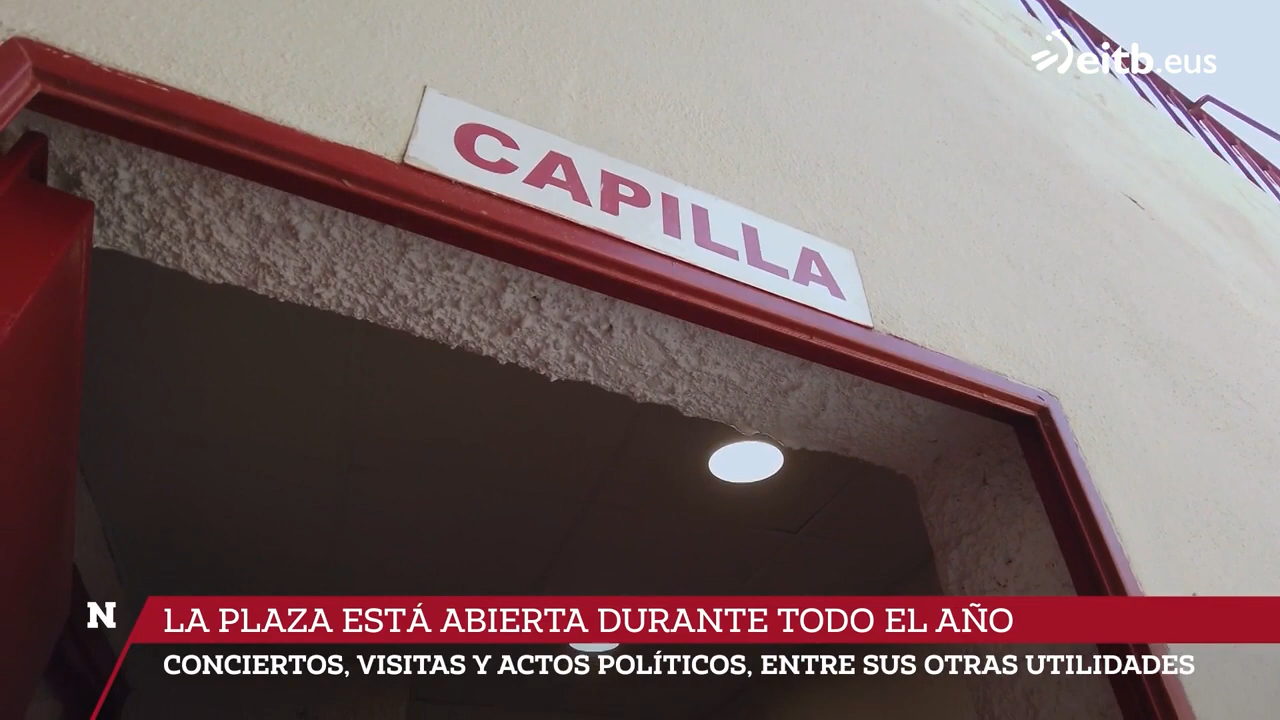 eitb.eus
CAPILLA
N
LA PLAZA ESTÁ ABIERTA DURANTE TODO EL AÑO
CONCIERTOS, VISITAS Y ACTOS POLÍTICOS, ENTRE SUS OTRAS UTILIDADES